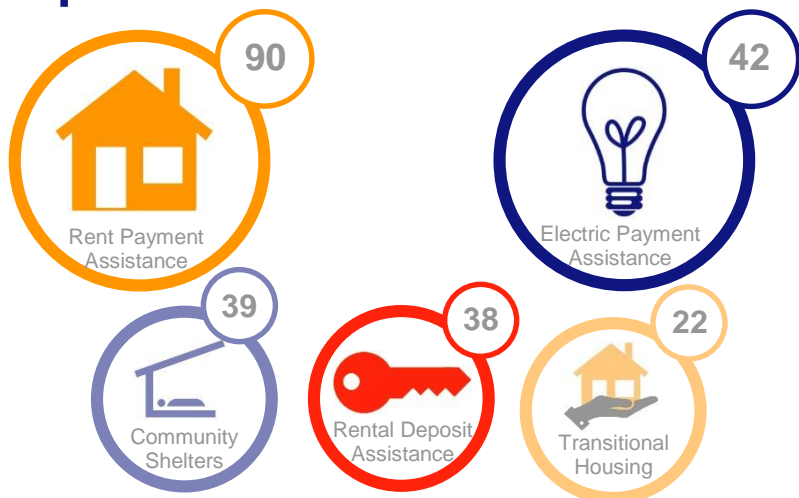 90
Rent Payment
Assistance
42
Electric Payment
Assistance
39
Community
Shelters
38
Rental Deposit
Assistance
22
Transitional
Housing